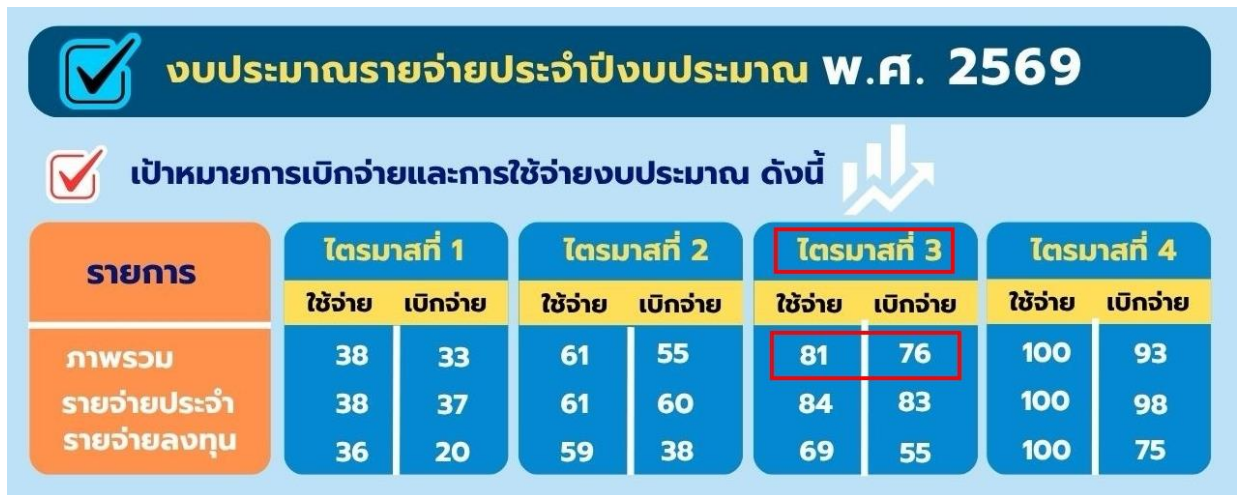 งบประมาณรายจ่ายประจำปีงบประมาณ พ.ศ. 2569
เป้าหมายการเบิกจ่ายและการใช้จ่ายงบประมาณ ดังนี้
รายการ ไตรมาสที่ 1 ไตรมาสที่ 2 ไตรมาสที่ 3 ไตรมาสที่ 4
ใช้จ่าย เบิกจ่าย ใช้จ่าย เบิกจ่าย ใช้จ่าย เบิกจ่าย ใช้จ่าย เบิกจ่าย
ภาพรวม 38 33 61 55 81 76 100 93
รายจ่ายประจำ 38 37 61 60 84 83 100 98
รายจ่ายลงทุน 36 20 59 38 69 55 100 75